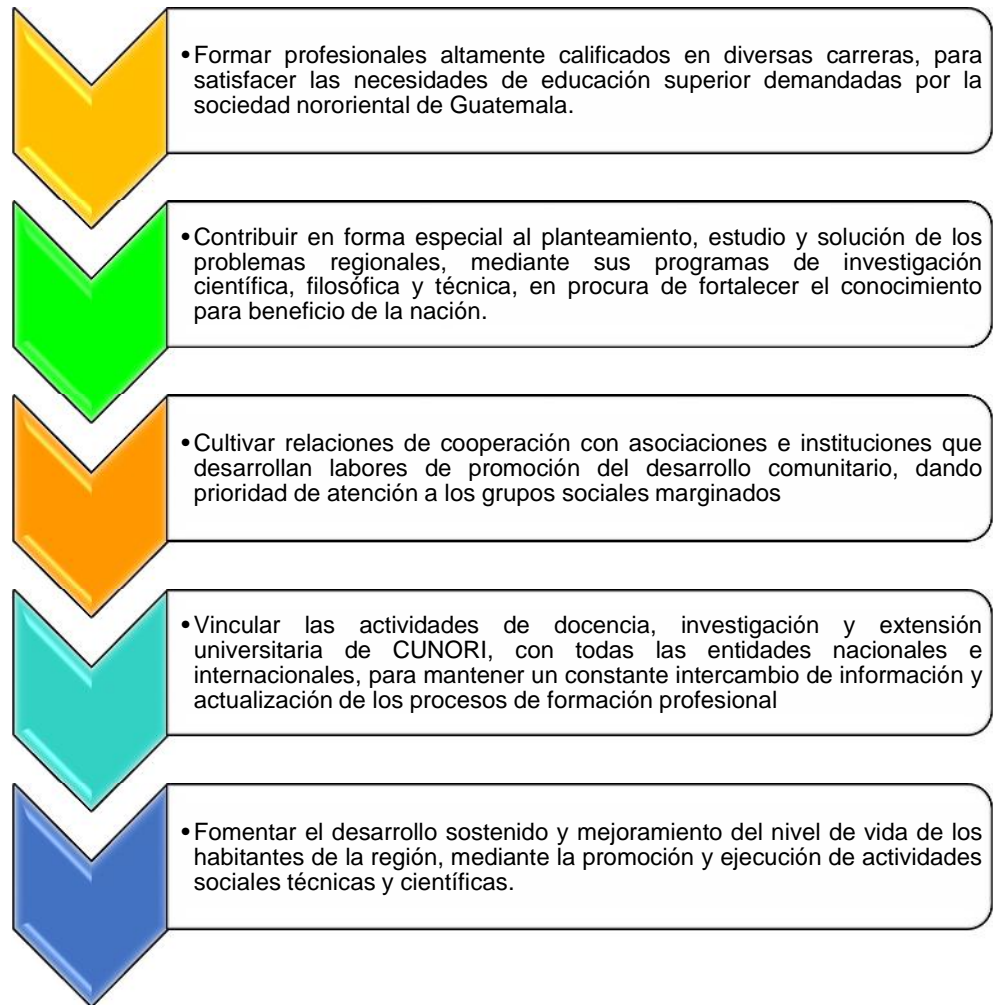 •Formar profesionales altamente calificados en diversas carreras, para
satisfacer las necesidades de educación superior demandadas por la
sociedad nororiental de Guatemala.
•Contribuir en forma especial al planteamiento, estudio y solución de los
problemas regionales, mediante sus programas de investigación
científica, filosófica y técnica, en procura de fortalecer el conocimiento
para beneficio de la nación.
•Cultivar relaciones de cooperación con asociaciones e instituciones que
desarrollan labores de promoción del desarrollo comunitario, dando
prioridad de atención a los grupos sociales marginados
•Vincular las actividades de docencia, investigación y extensión
universitaria de CUNORI, con todas las entidades nacionales e
internacionales, para mantener un constante intercambio de información y
actualización de los procesos de formación profesional
•Fomentar el desarrollo sostenido y mejoramiento del nivel de vida de los
habitantes de la región, mediante la promoción y ejecución de actividades
sociales técnicas y científicas.